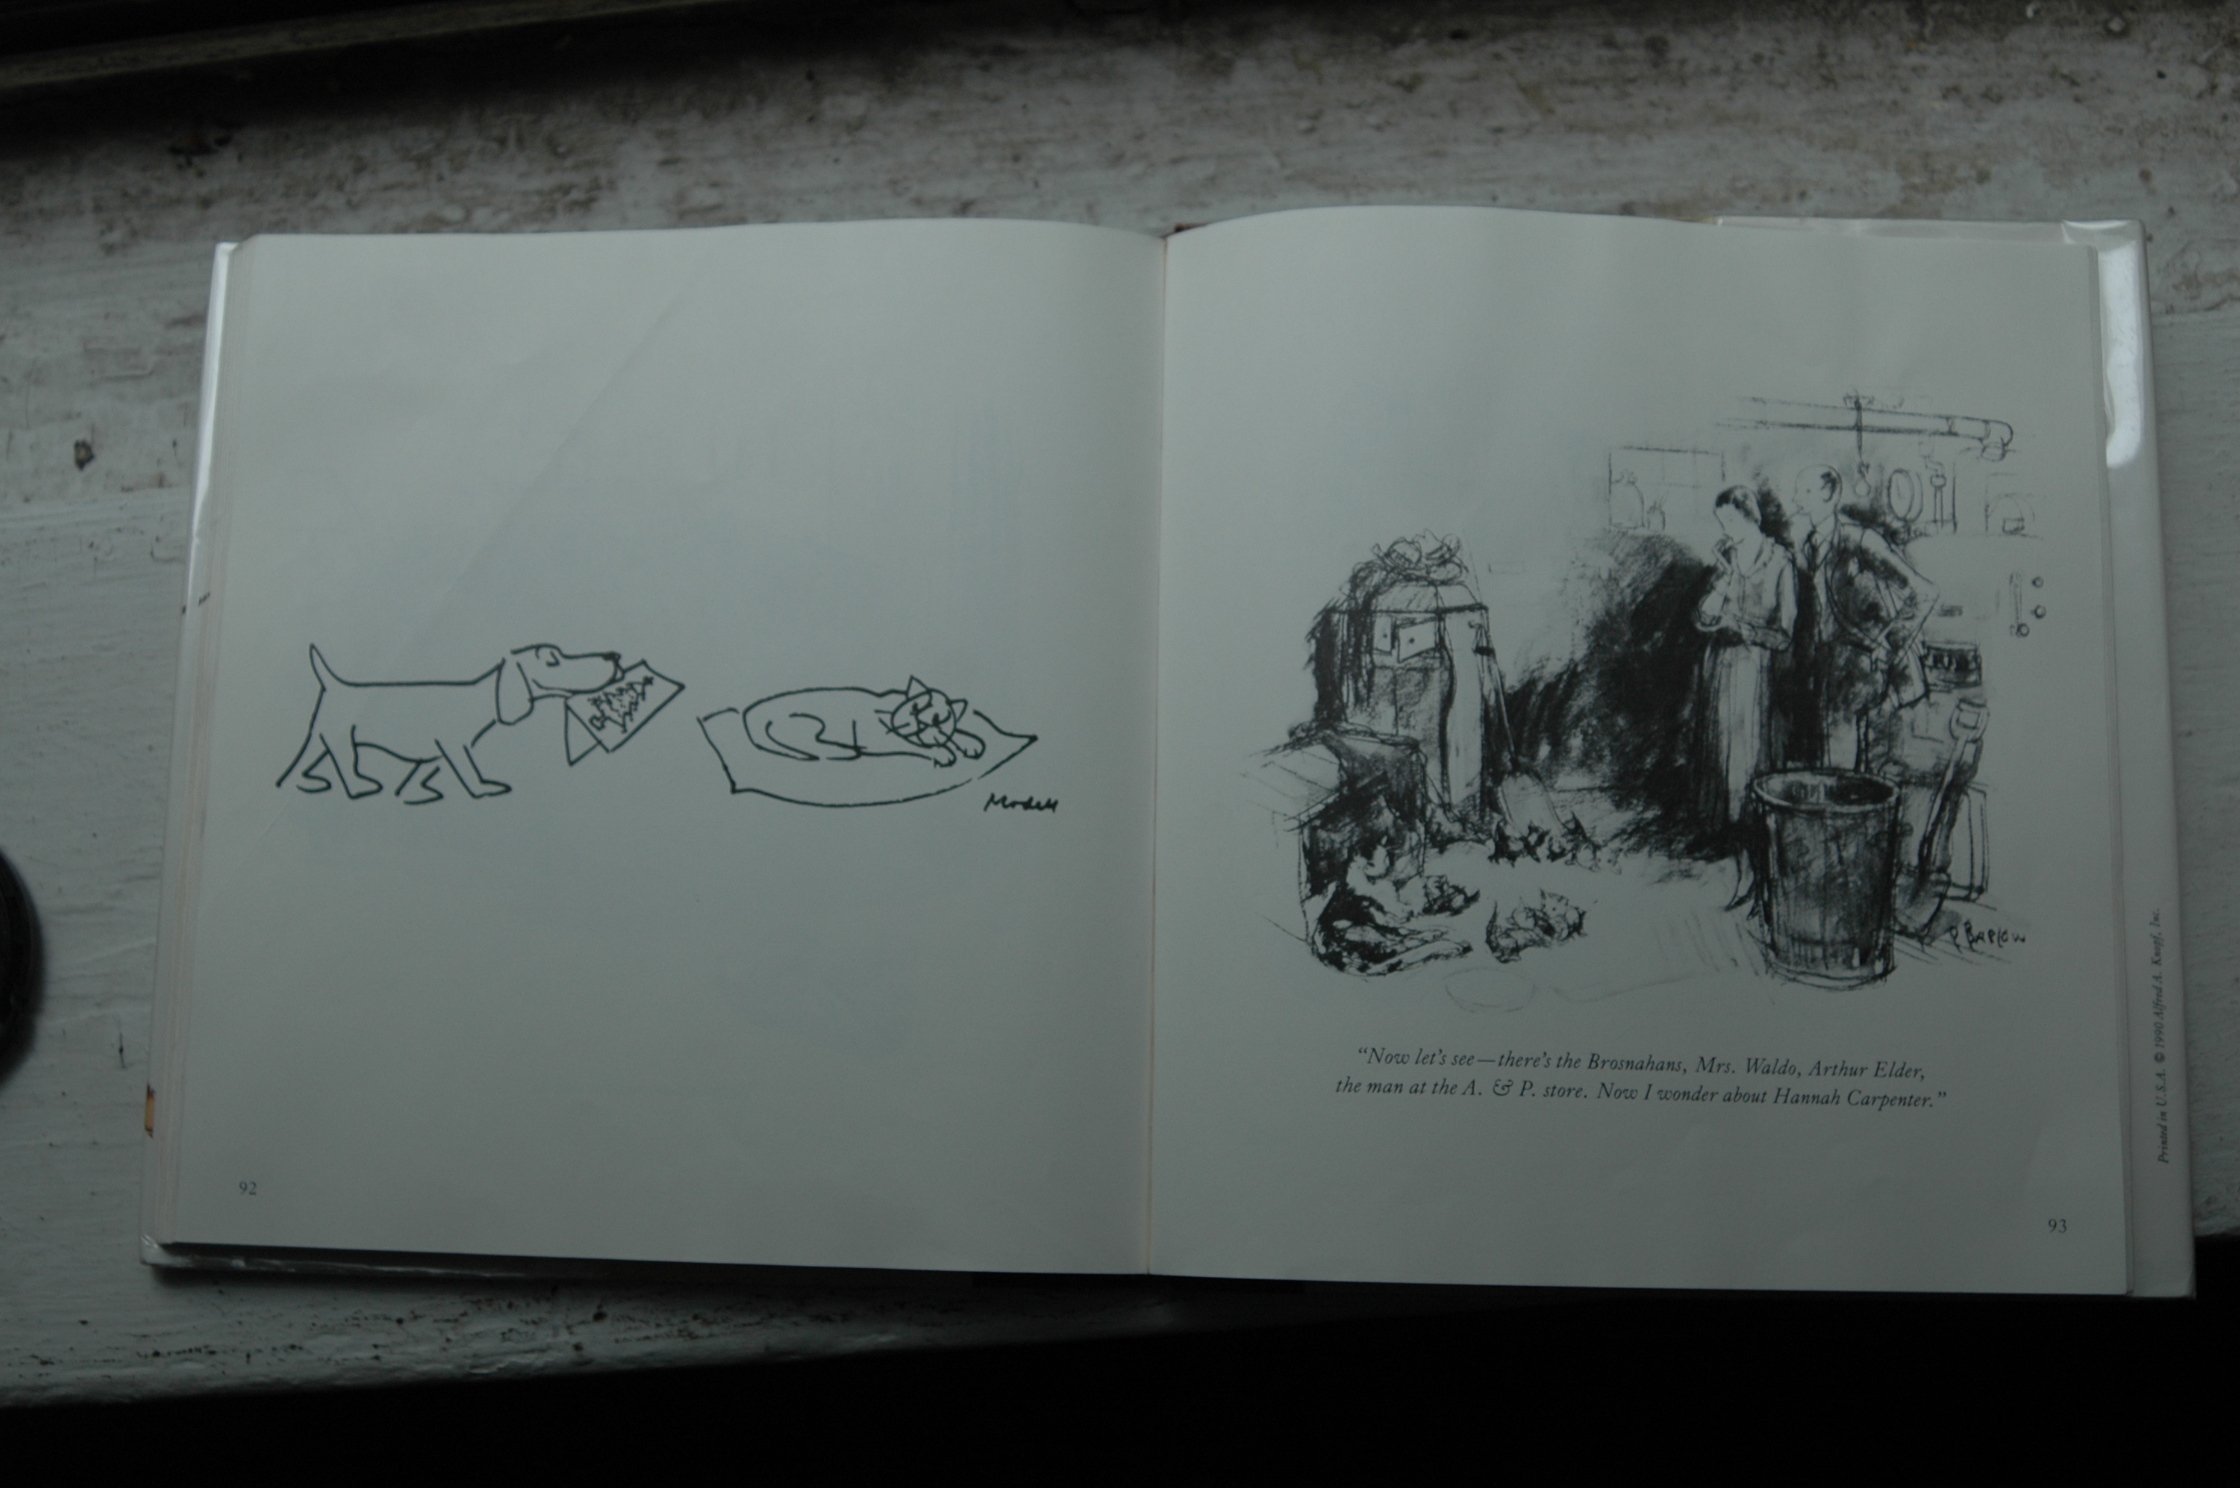 Modell
92
P. BARLOW
“Now let’s see—there’s the Brosnahans, Mrs. Waldo, Arthur Elder,
the man at the A. & P. store. Now I wonder about Hannah Carpenter.”
93
Printed in U.S.A. © 1990 Alfred A. Knopf, Inc.